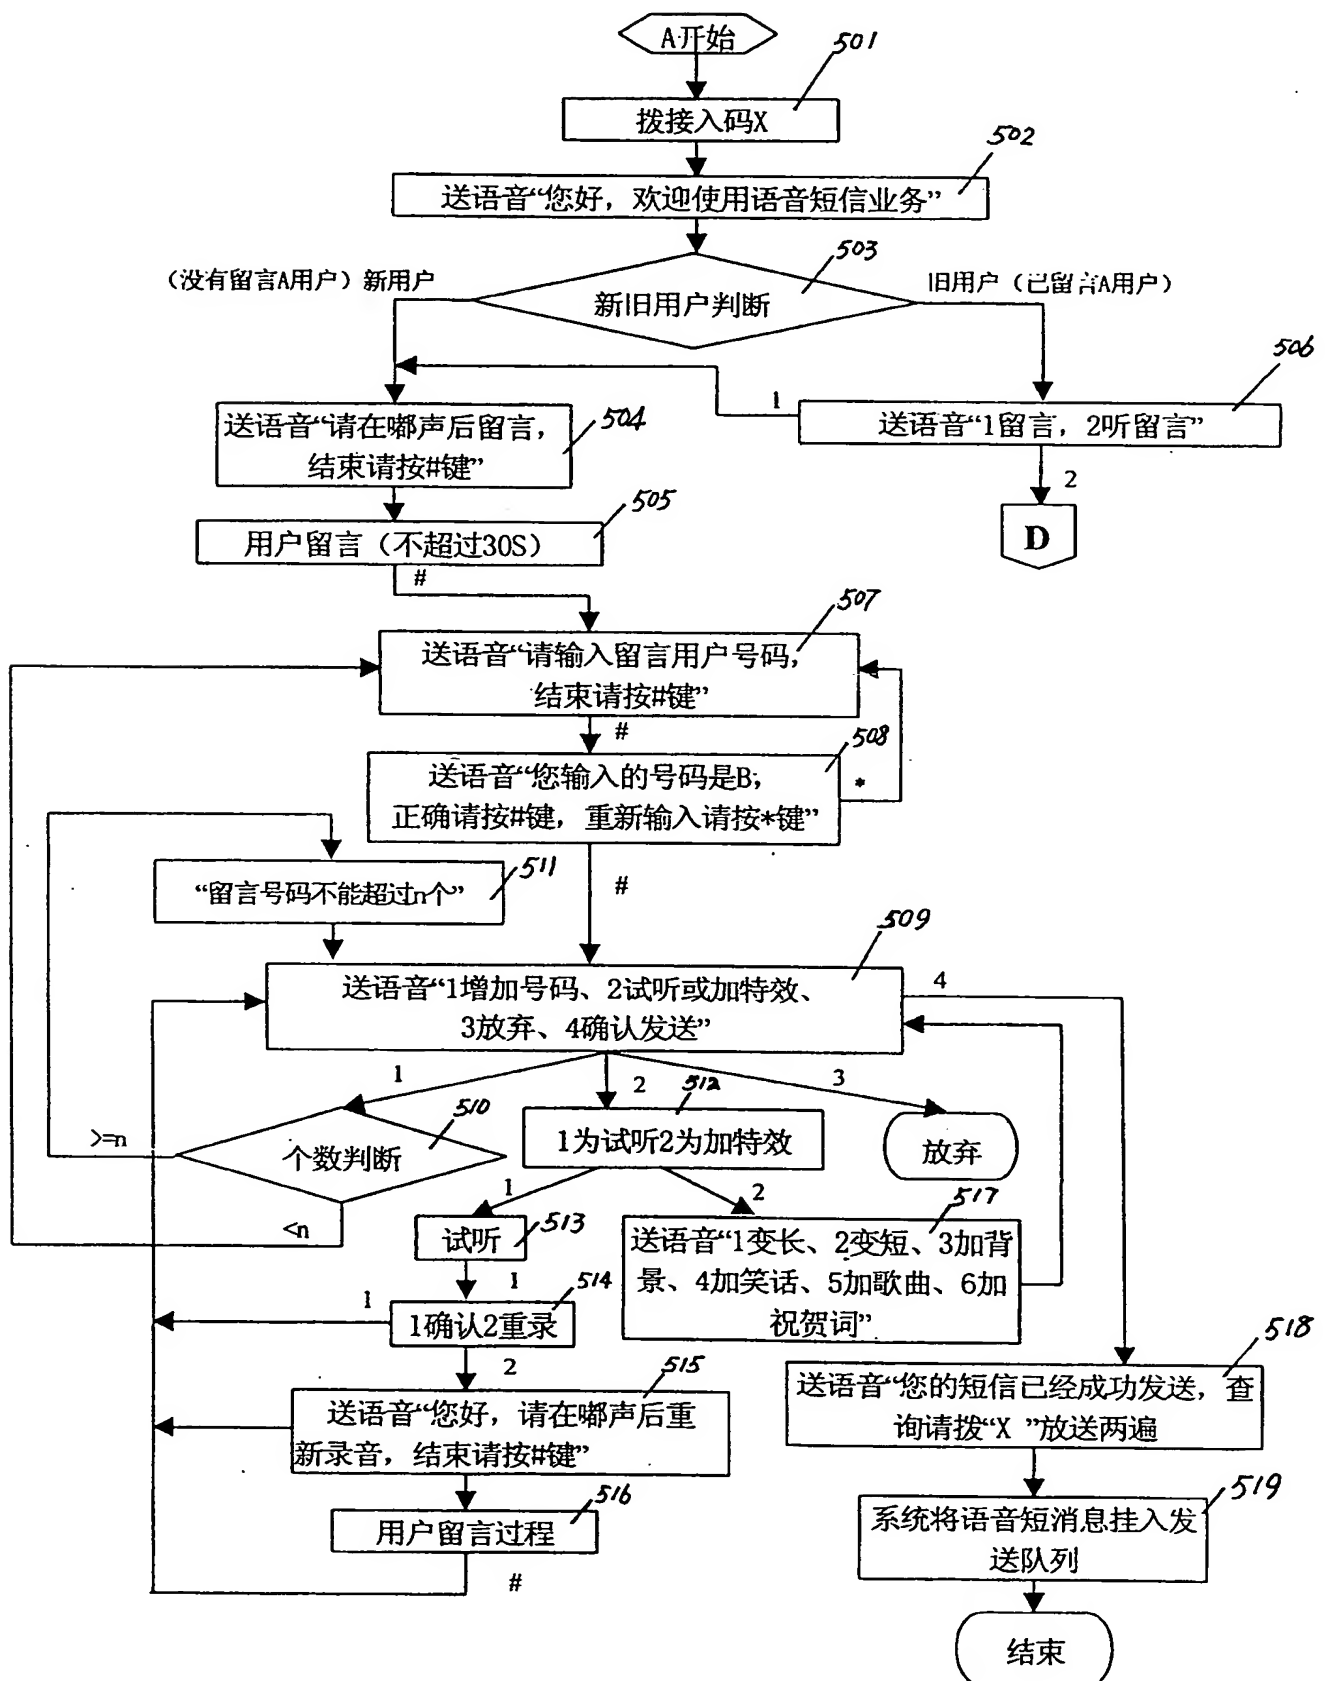 A开始
501
拨接入码X
502
送语音“您好，欢迎使用语音短信业务”
503
（没有留言A用户）新用户
旧用户（已留言A用户）
新旧用户判断
506
1
送语音“1留言，2听留言”
504
送语音“请在嘟声后留言，
结束请按#键”
2
D
505
用户留言（不超过30S）
#
507
送语音“请输入留言用户号码，
结束请按#键”
#
508
送语音“您输入的号码是B；
正确请按#键，重新输入请按*键”
*
511
“留言号码不能超过n个”
#
509
送语音“1增加号码、2试听或加特效、
3放弃、4确认发送”
4
1
2
3
510
512
>=n
个数判断
1为试听2为加特效
放弃
<n
1
2
513
试听
517
送语音“1变长、2变短、3加背
景、4加笑话、5加歌曲、6加
祝贺词”
1
514
1
1确认2重录
2
515
送语音“您好，请在嘟声后重
新录音，结束请按#键”
518
送语音“您的短信已经成功发送，查
询请拨“X ”放送两遍
516
用户留言过程
#
519
系统将语音短消息挂入发
送队列
结束